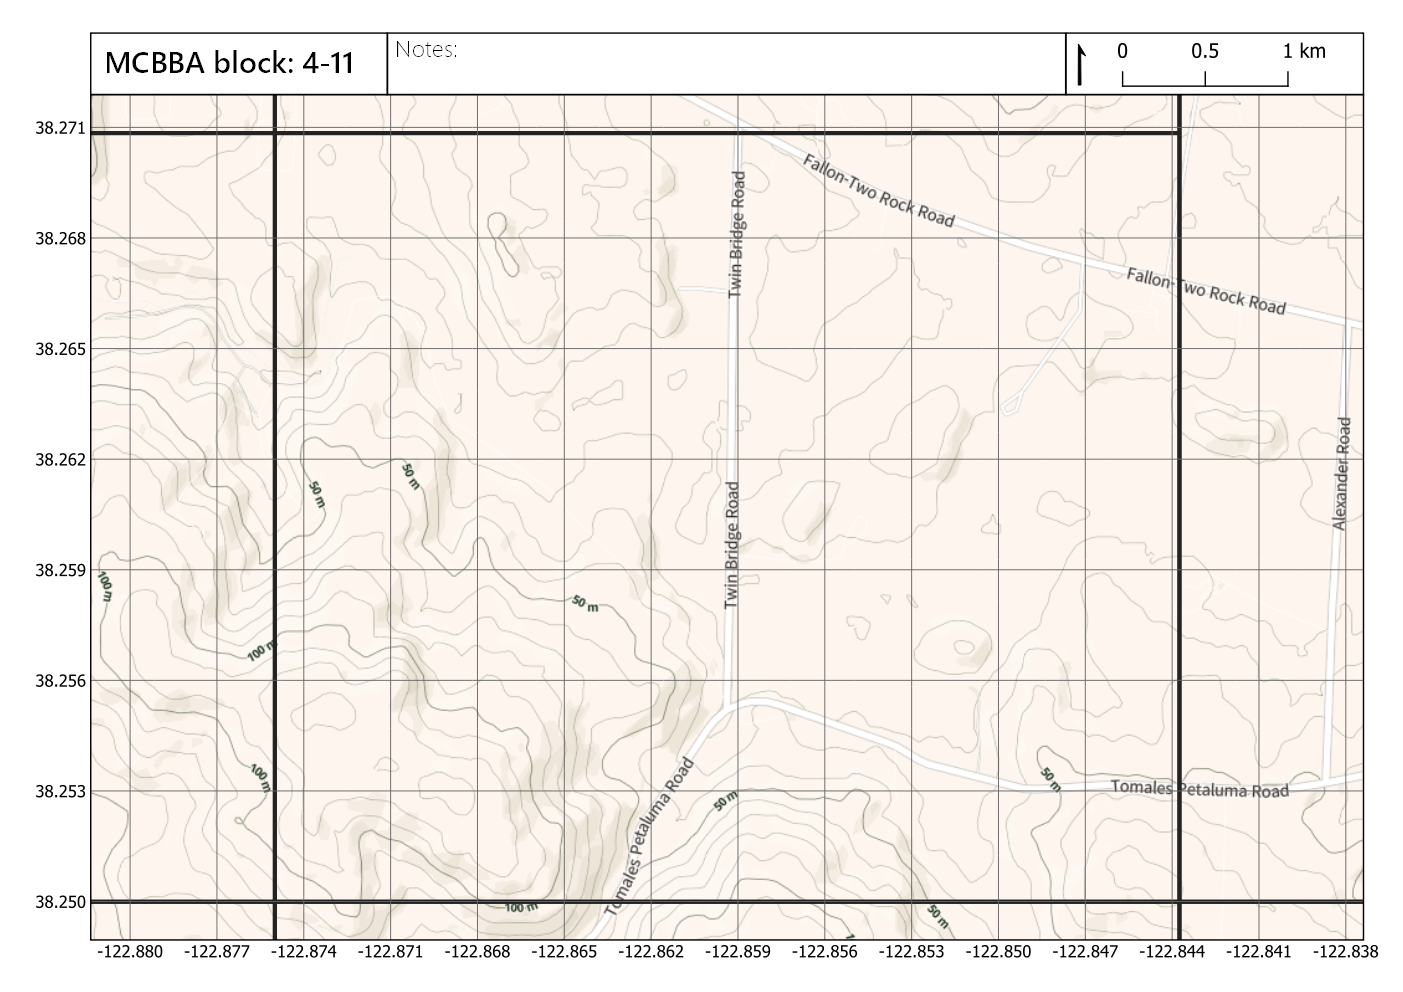 MCBBA block: 4-11
Notes:
0 0.5 1 km
38.271
38.268
38.265
38.262
38.259
38.256
38.253
38.250
Fallon-Two Rock Road
Twin Bridge Road
Fallon-Two Rock Road
Alexander Road
50 m
50 m
Twin Bridge Road
100 m
50 m
100 m
100 m
50 m
50 m
Tomales Petaluma Road
Tomales Petaluma Road
100 m
50 m
-122.880 -122.877 -122.874 -122.871 -122.868 -122.865 -122.862 -122.859 -122.856 -122.853 -122.850 -122.847 -122.844 -122.841 -122.838